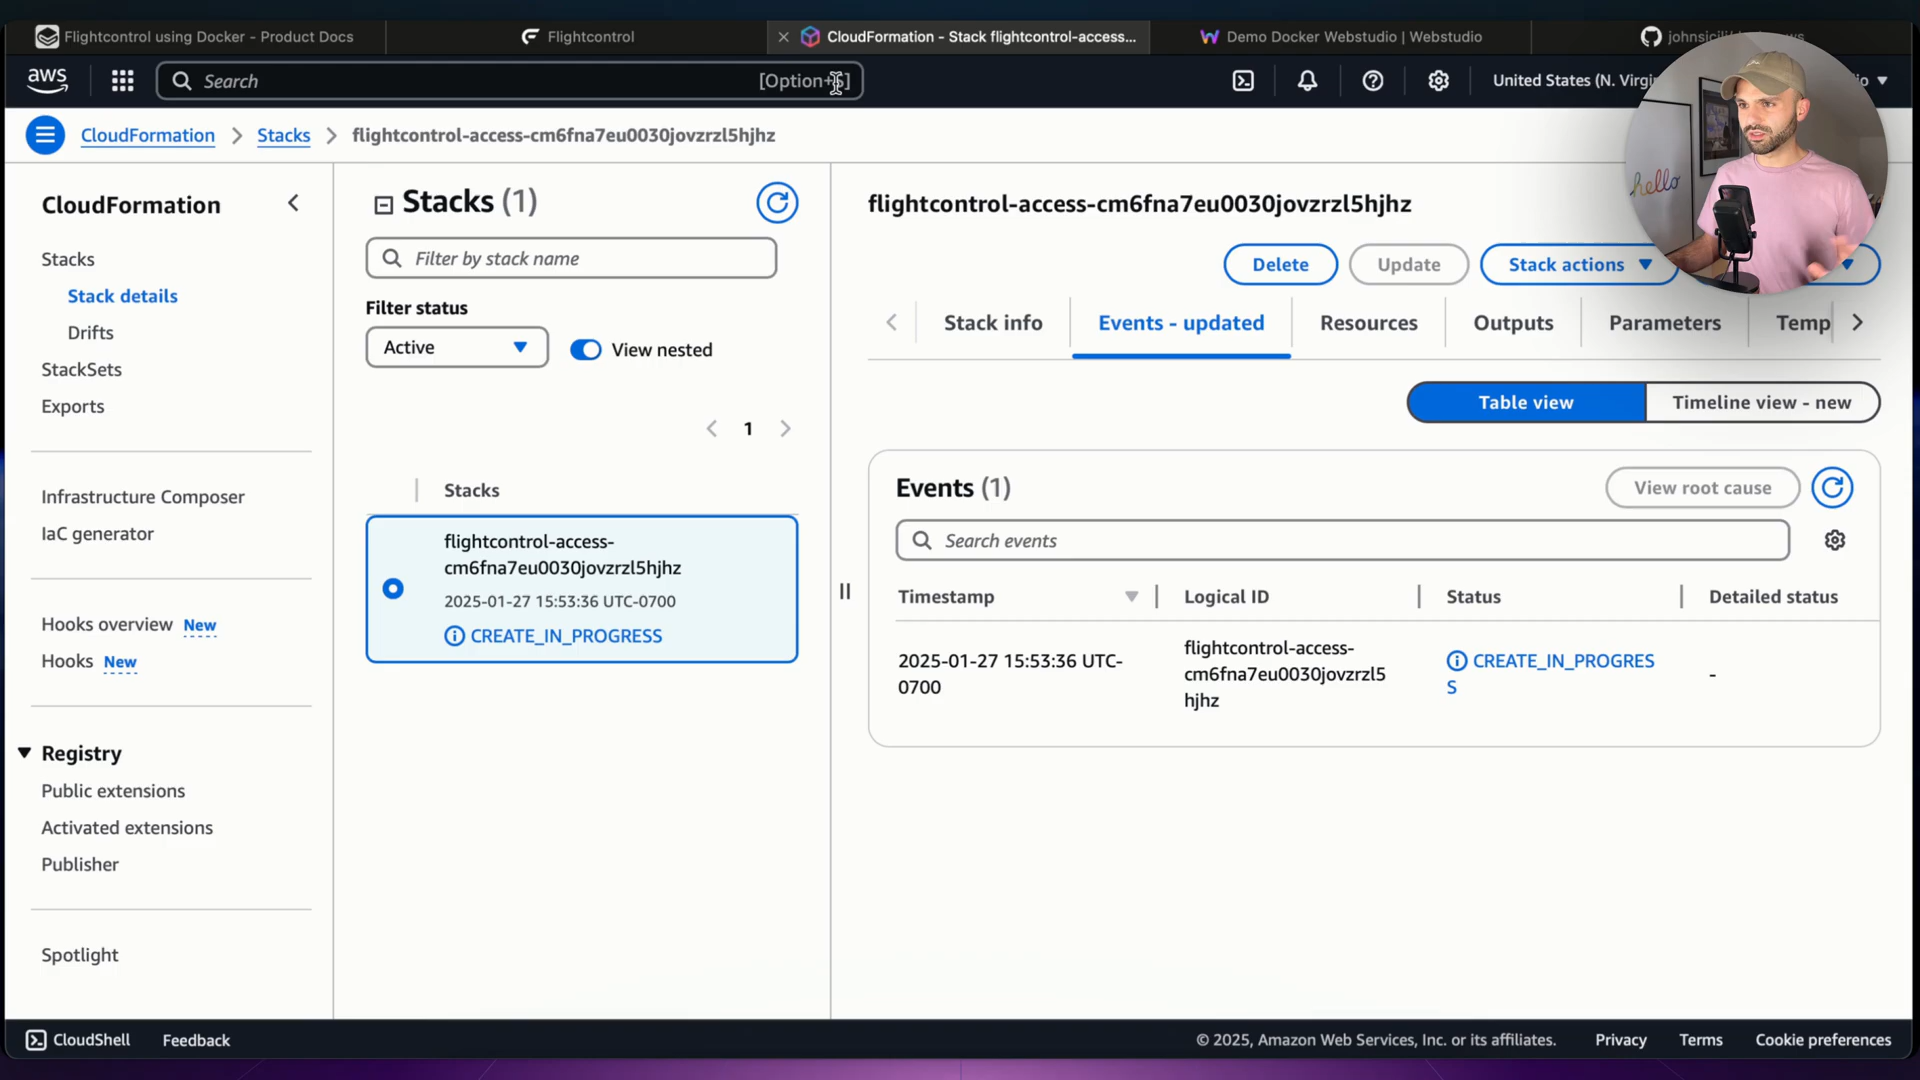 Flightcontrol using Docker - Product Docs
Flightcontrol
CloudFormation - Stack flightcontrol-access...
Demo Docker Webstudio | Webstudio
aws
Search
United States (N.
CloudFormation
Stacks
flightcontrol-access-cm6fna7eu0030jovzrzl5hjhz
hello
CloudFormation
Stacks
Stack details
Drifts
StackSets
Exports
Infrastructure Composer
IaC generator
Hooks overview New
Hooks New
Registry
Public extensions
Activated extensions
Publisher
Spotlight
Stacks (1)
Filter by stack name
Filter status
Active
View nested
1
Stacks
flightcontrol-access-
cm6fna7eu0030jovzrzl5hjhz
2025-01-27 15:53:36 UTC-0700
CREATE_IN_PROGRESS
flightcontrol-access-cm6fna7eu0030jovzrzl5hjhz
Delete
Update
Stack actions
Stack info
Events - updated
Resources
Outputs
Parameters
Temp
Table view
Timeline view - new
Events (1)
View root cause
Search events
Timestamp
Logical ID
Status
Detailed status
2025-01-27 15:53:36 UTC-
0700
flightcontrol-access-
cm6fna7eu0030jovzrzl5
hjhz
CREATE_IN_PROGRES
S
-
CloudShell
Feedback
© 2025, Amazon Web Services, Inc. or its affiliates.
Privacy
Terms
Cookie preferences